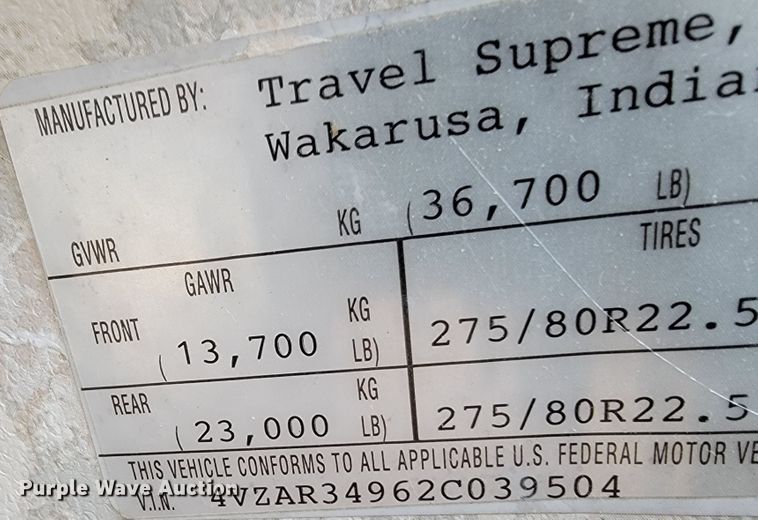 MANUFACTURED BY: Travel Supreme,
Wakarusa, India
GVWR KG (36,700 LB)
GAWR TIRES
FRONT KG
(13,700 LB) 275/80R22.5
REAR KG
(23,000 LB) 275/80R22.5
THIS VEHICLE CONFORMS TO ALL APPLICABLE U.S. FEDERAL MOTOR VE
V.I.N. 4VZAR34962C039504
Purple Wave Auction